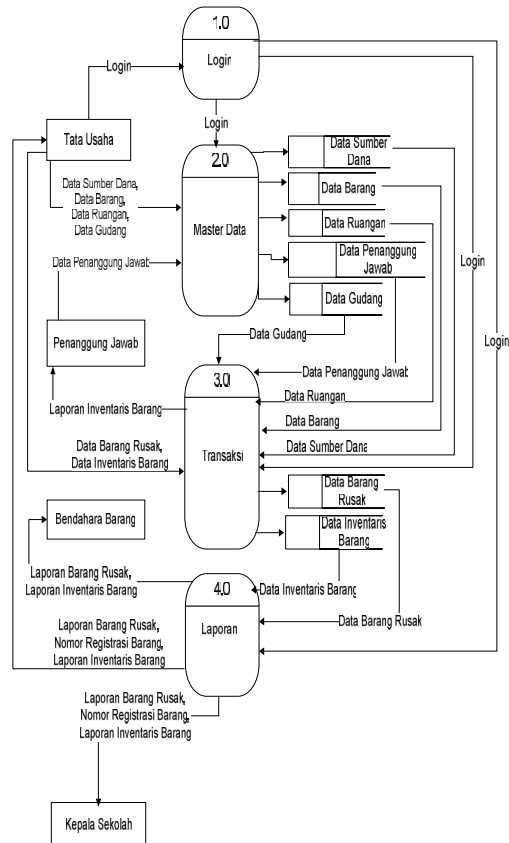 1.0
Login
Login
Login
Tata Usaha
2.0
Master Data
Data Sumber
Dana
Data Barang
Data Ruangan
Data Penanggung
Jawab
Data Gudang
Data Sumber Dana,
Data Barang,
Data Ruangan,
Data Gudang
Data Penanggung Jawab
Login
Login
Data Gudang
Penanggung Jawab
3.0
Transaksi
Data Penanggung Jawab
Data Ruangan
Data Barang
Data Sumber Dana
Laporan Inventaris Barang
Data Barang Rusak,
Data Inventaris Barang
Data Barang
Rusak
Data Inventaris
Barang
Bendahara Barang
Laporan Barang Rusak,
Laporan Inventaris Barang
4.0
Laporan
Data Inventaris Barang
Data Barang Rusak
Laporan Barang Rusak,
Nomor Registrasi Barang,
Laporan Inventaris Barang
Laporan Barang Rusak,
Nomor Registrasi Barang,
Laporan Inventaris Barang
Kepala Sekolah